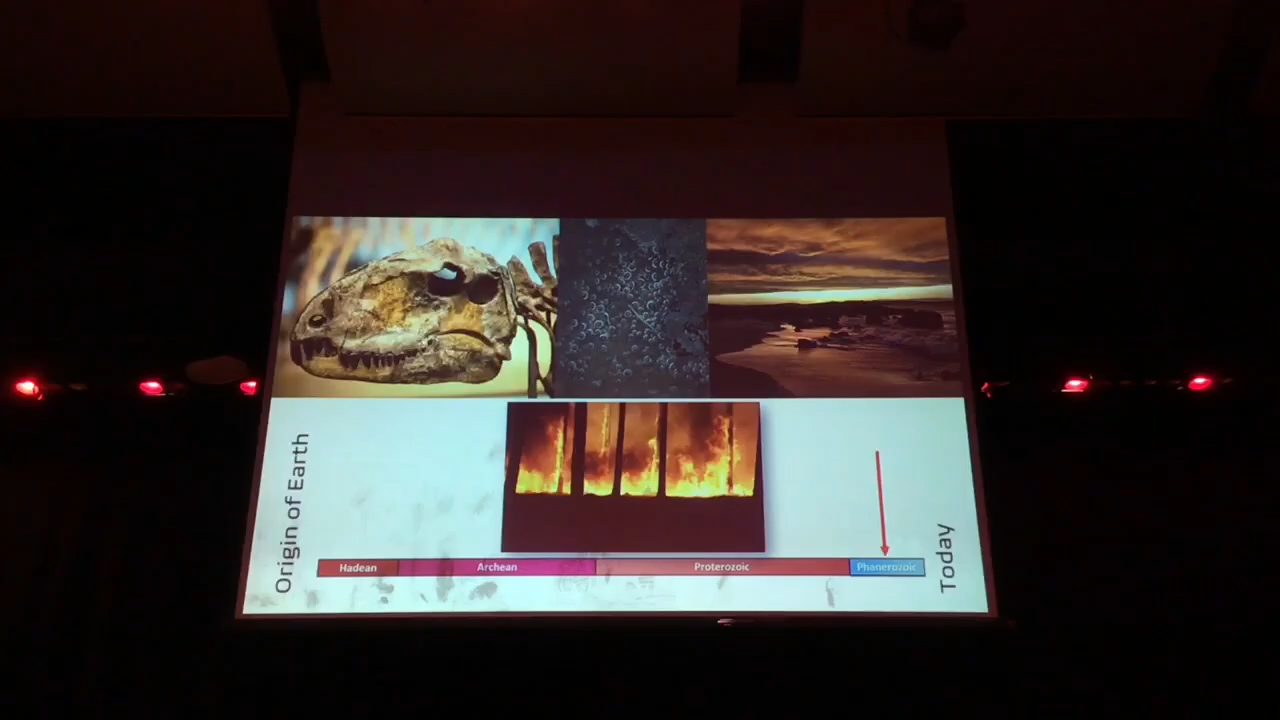 Origin of Earth
Hadean
Archean
Proterozoic
Phanerozoic
Today